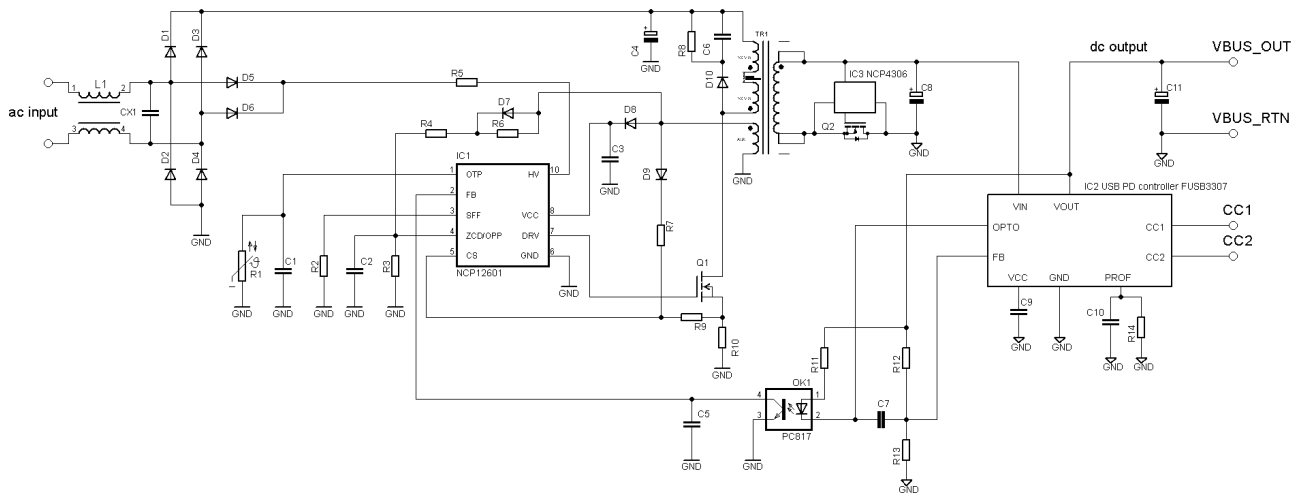 D1
D3
C4
GND
R8
C6
TR1
dc output
VBUS_OUT
L1
1
2
3
4
CX1
ac input
D5
D6
R5
D10
AUX
IC3 NCP4306
C8
Q2
GND
C11
VBUS_RTN
GND
D2
D4
GND
R4
D7
R6
D8
C3
GND
D9
GND
IC1
1
OTP
HV
10
2
FB
3
SFF
VCC
8
4
ZCD/OPP
DRV
7
5
CS
GND
6
NCP12601
GND
R7
Q1
R1
GND
C1
GND
R2
GND
C2
GND
R3
GND
R9
R10
GND
IC2 USB PD controller FUSB3307
VIN
VOUT
OPTO
CC1
CC1
FB
CC2
CC2
VCC
GND
PROF
C9
GND
GND
C10
GND
R14
GND
R11
R12
OK1
4
1
3
2
PC817
C5
GND
GND
C7
R13
GND